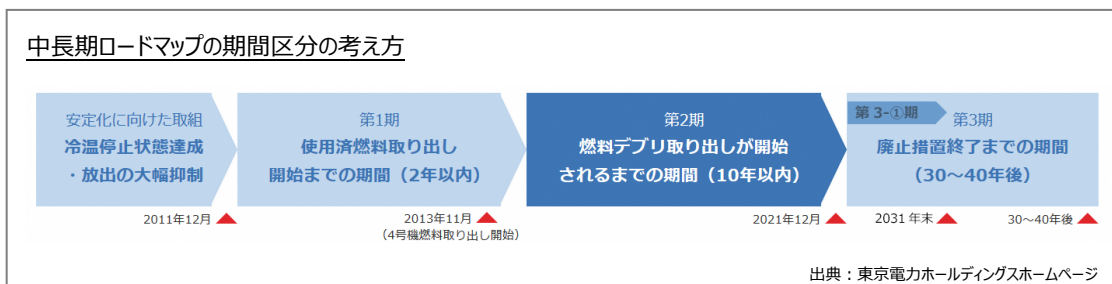 中長期ロードマップの期間区分の考え方
安定化に向けた取組
冷温停止状態達成
・放出の大幅抑制
第1期
使用済燃料取り出し
開始までの期間（2年以内）
第2期
燃料デブリ取り出しが開始
されるまでの期間（10年以内）
第 3-①期
第3期
廃止措置終了までの期間
（30～40年後）
2011年12月
2013年11月
（4号機燃料取り出し開始）
2021年12月
2031 年末
30～40年後
出典：東京電力ホールディングスホームページ